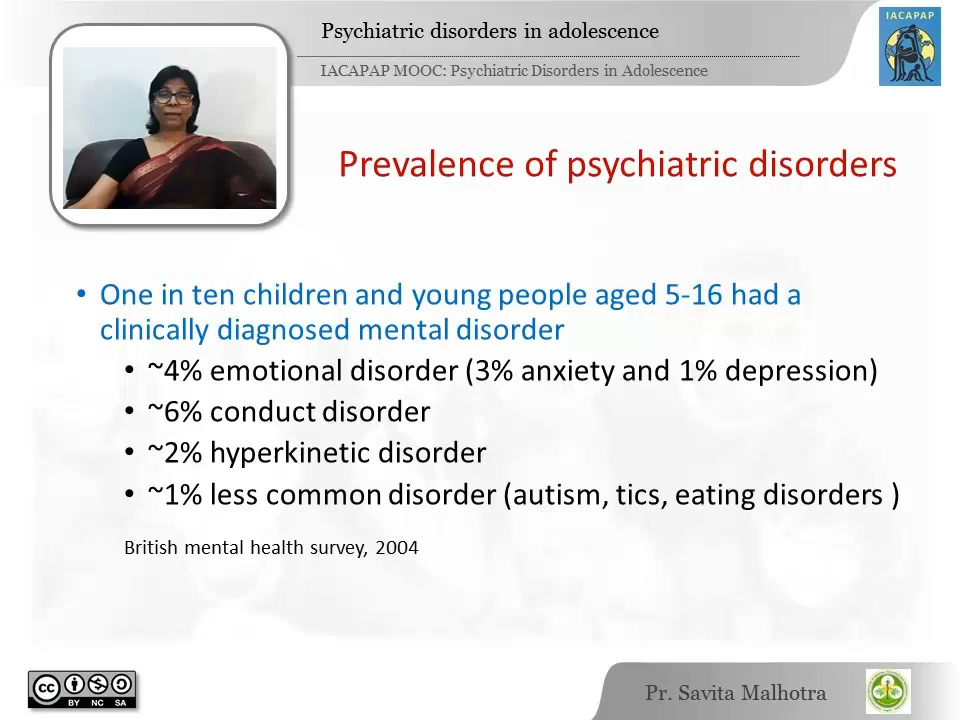 Psychiatric disorders in adolescence
IACAPAP MOOC: Psychiatric Disorders in Adolescence
IACAPAP
Prevalence of psychiatric disorders
• One in ten children and young people aged 5-16 had a
clinically diagnosed mental disorder
• ~4% emotional disorder (3% anxiety and 1% depression)
• ~6% conduct disorder
• ~2% hyperkinetic disorder
• ~1% less common disorder (autism, tics, eating disorders )
British mental health survey, 2004
cc
BY NC SA
Pr. Savita Malhotra